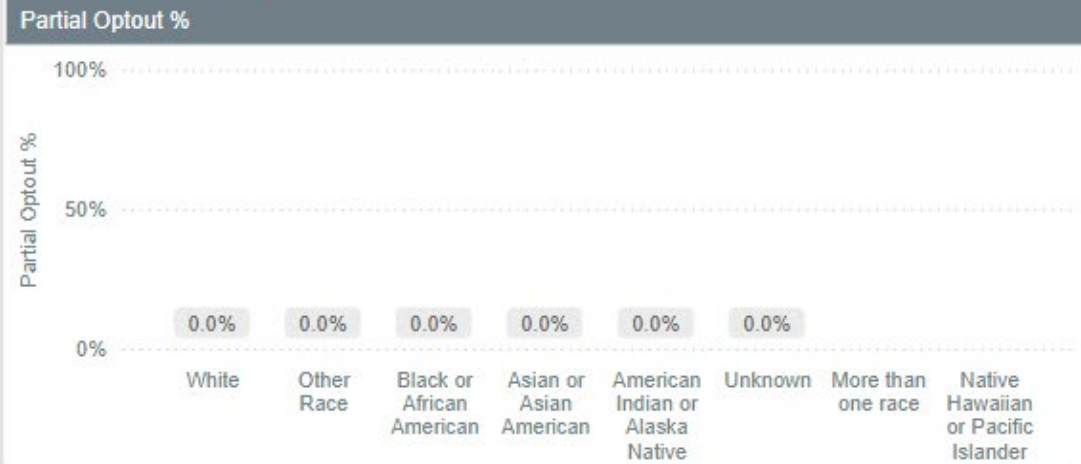 Partial Optout %
100%
Partial Optout %
50%
0.0% 0.0% 0.0% 0.0% 0.0% 0.0%
0%
White Other Black or Asian or American Unknown More than Native
Race African Asian Indian or one race Hawaiian
American American Alaska or Pacific
Native Islander